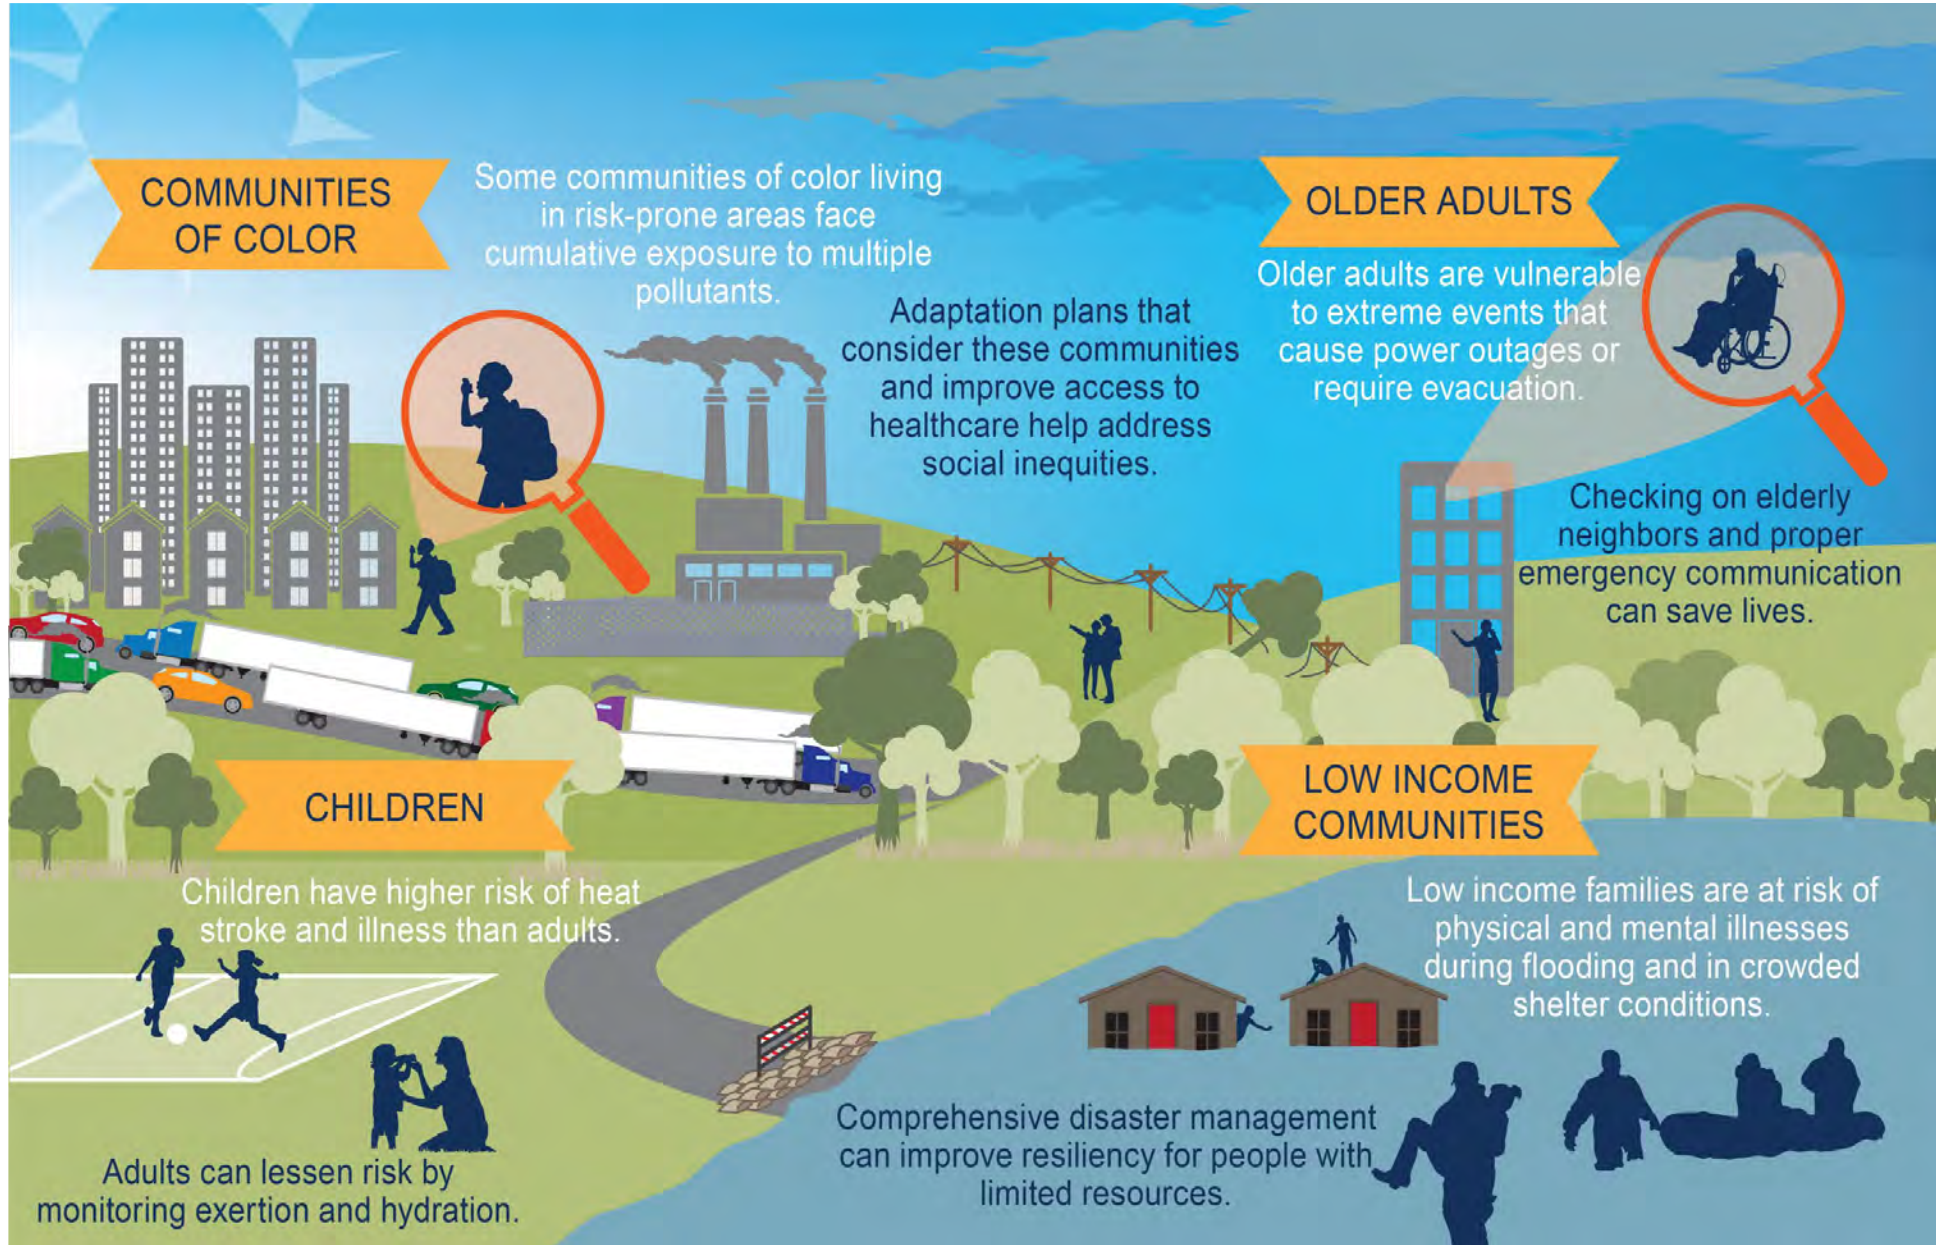 COMMUNITIES
OF COLOR
Some communities of color living
in risk-prone areas face
cumulative exposure to multiple
pollutants.
Adaptation plans that
consider these communities
and improve access to
healthcare help address
social inequities.
OLDER ADULTS
Older adults are vulnerable
to extreme events that
cause power outages or
require evacuation.
Checking on elderly
neighbors and proper
emergency communication
can save lives.
CHILDREN
Children have higher risk of heat
stroke and illness than adults.
Adults can lessen risk by
monitoring exertion and hydration.
LOW INCOME
COMMUNITIES
Low income families are at risk of
physical and mental illnesses
during flooding and in crowded
shelter conditions.
Comprehensive disaster management
can improve resiliency for people with
limited resources.